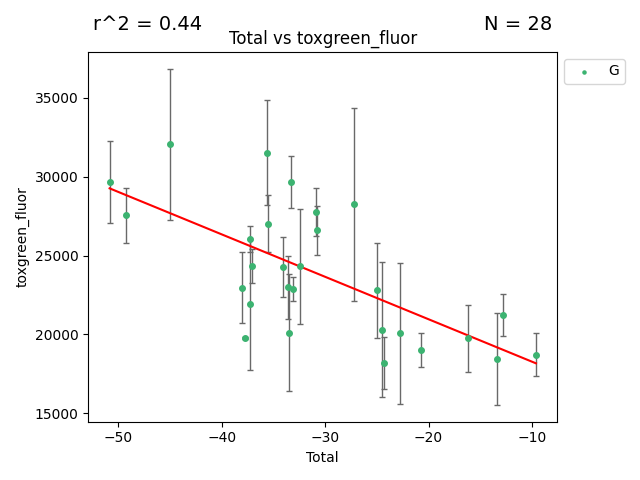 r^2 = 0.44
N = 28
Total vs toxgreen_fluor
G
35000
30000
25000
20000
15000
toxgreen_fluor
−50
−40
−30
−20
−10
Total